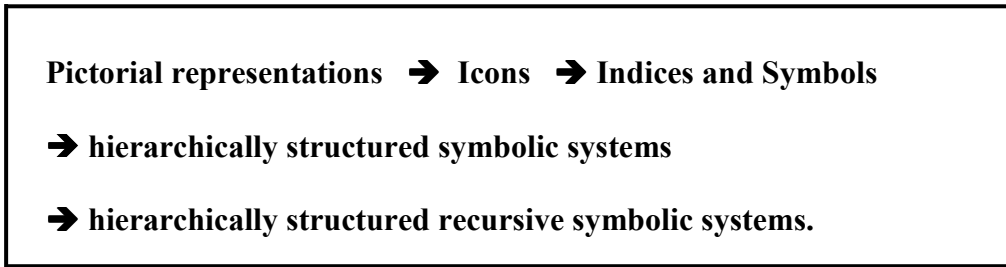 Pictorial representations ➔ Icons ➔ Indices and Symbols
➔ hierarchically structured symbolic systems
➔ hierarchically structured recursive symbolic systems.